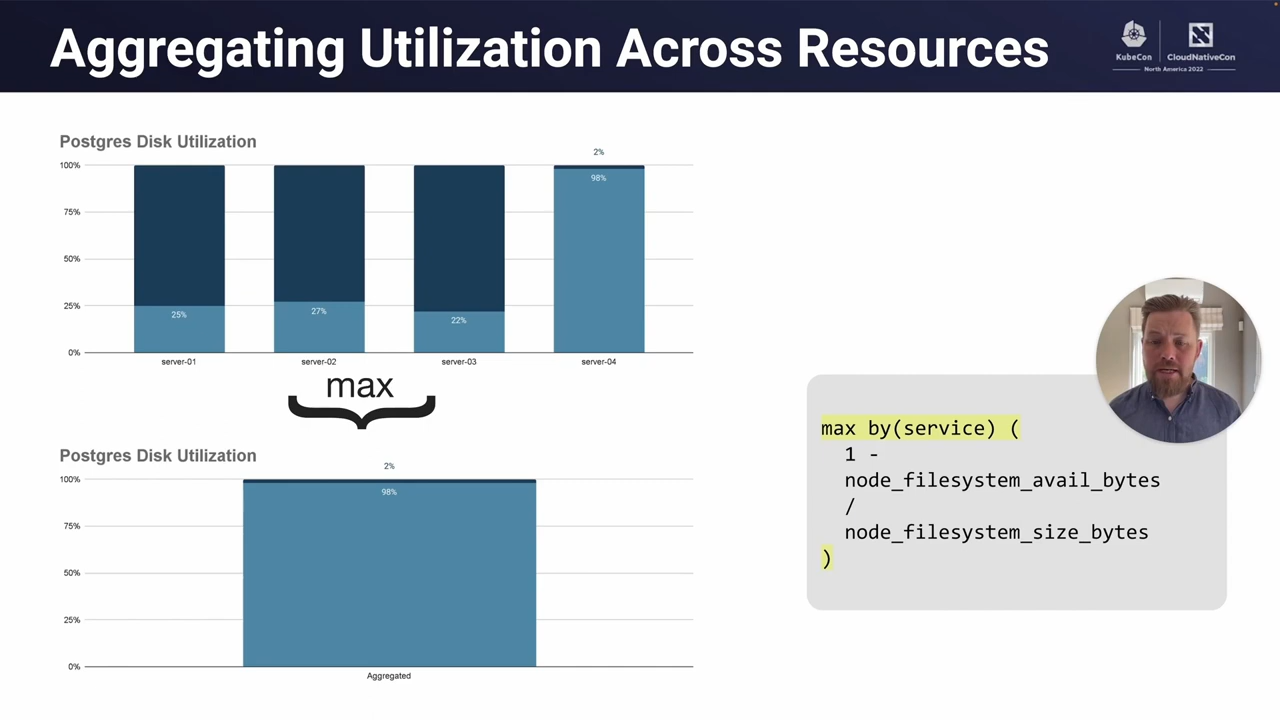 Aggregating Utilization Across Resources
KubeCon
CloudNativeCon
North America 2022
Postgres Disk Utilization
2%
100%
75%
50%
25%
0%
98%
25%
27%
22%
server-01
server-02
server-03
server-04
max
Postgres Disk Utilization
2%
100%
75%
50%
25%
0%
98%
Aggregated
max by(service) (
1 -
node_filesystem_avail_bytes
/
node_filesystem_size_bytes
)